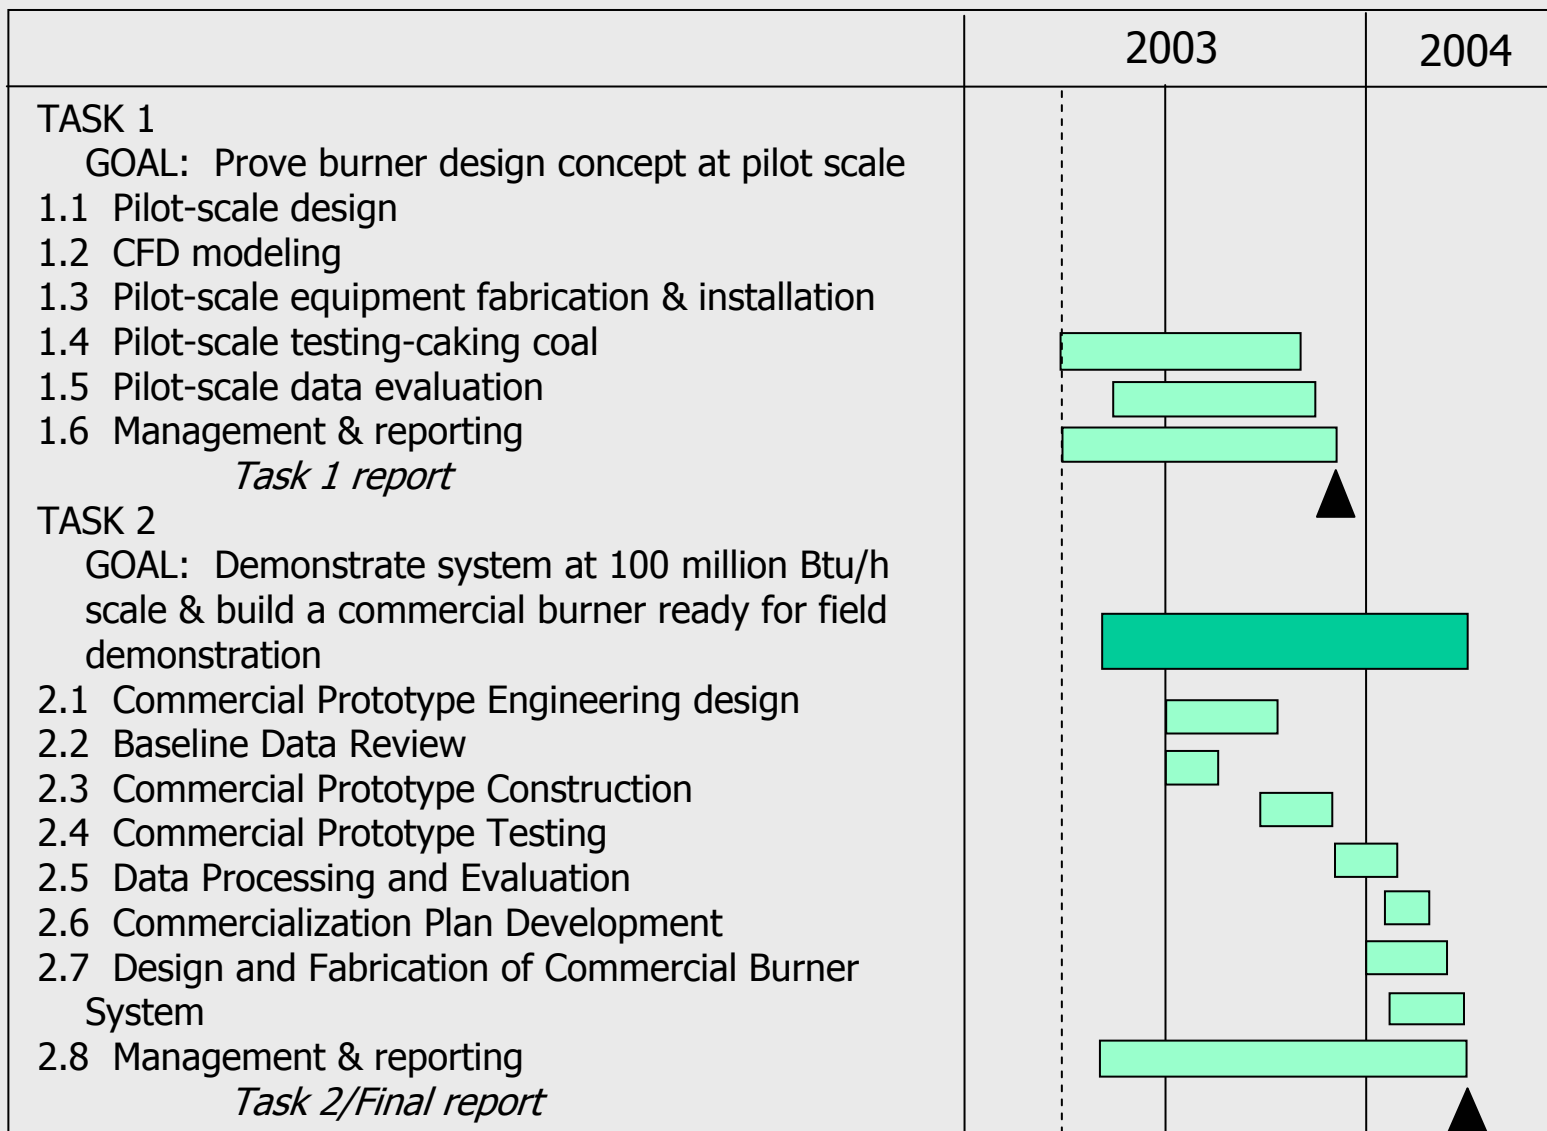 2003 2004
TASK 1
GOAL: Prove burner design concept at pilot scale
1.1 Pilot-scale design
1.2 CFD modeling
1.3 Pilot-scale equipment fabrication & installation
1.4 Pilot-scale testing-caking coal
1.5 Pilot-scale data evaluation
1.6 Management & reporting
Task 1 report
TASK 2
GOAL: Demonstrate system at 100 million Btu/h
scale & build a commercial burner ready for field
demonstration
2.1 Commercial Prototype Engineering design
2.2 Baseline Data Review
2.3 Commercial Prototype Construction
2.4 Commercial Prototype Testing
2.5 Data Processing and Evaluation
2.6 Commercialization Plan Development
2.7 Design and Fabrication of Commercial Burner
System
2.8 Management & reporting
Task 2/Final report